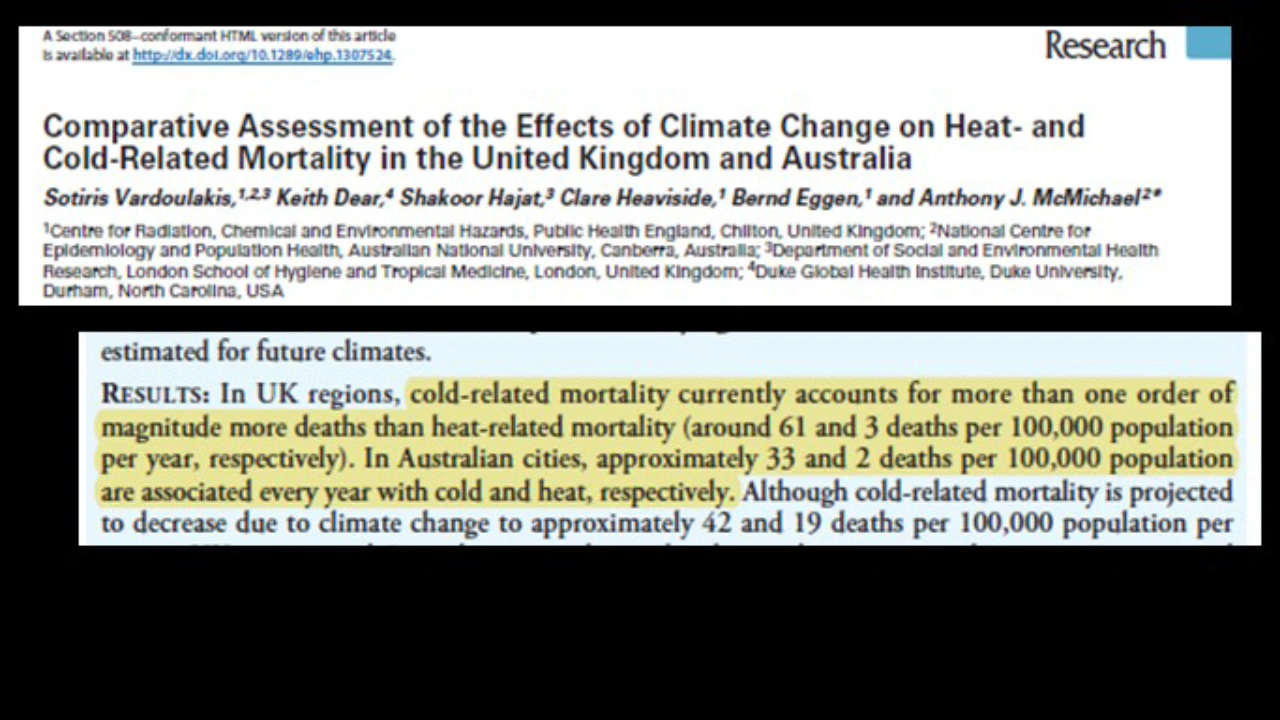 A Section 508–conformant HTML version of this article
is available at http://dx.doi.org/10.1289/ehp.1307524.
Research
Comparative Assessment of the Effects of Climate Change on Heat- and
Cold-Related Mortality in the United Kingdom and Australia
Sotiris Vardoulakis,1,2,3 Keith Dear,4 Shakoor Hajat,3 Clare Heaviside,1 Bernd Eggen,1 and Anthony J. McMichael2*
1Centre for Radiation, Chemical and Environmental Hazards, Public Health England, Chilton, United Kingdom; 2National Centre for
Epidemiology and Population Health, Australian National University, Canberra, Australia; 3Department of Social and Environmental Health
Research, London School of Hygiene and Tropical Medicine, London, United Kingdom; 4Duke Global Health Institute, Duke University,
Durham, North Carolina, USA
estimated for future climates.
RESULTS: In UK regions, cold-related mortality currently accounts for more than one order of
magnitude more deaths than heat-related mortality (around 61 and 3 deaths per 100,000 population
per year, respectively). In Australian cities, approximately 33 and 2 deaths per 100,000 population
are associated every year with cold and heat, respectively. Although cold-related mortality is projected
to decrease due to climate change to approximately 42 and 19 deaths per 100,000 population per